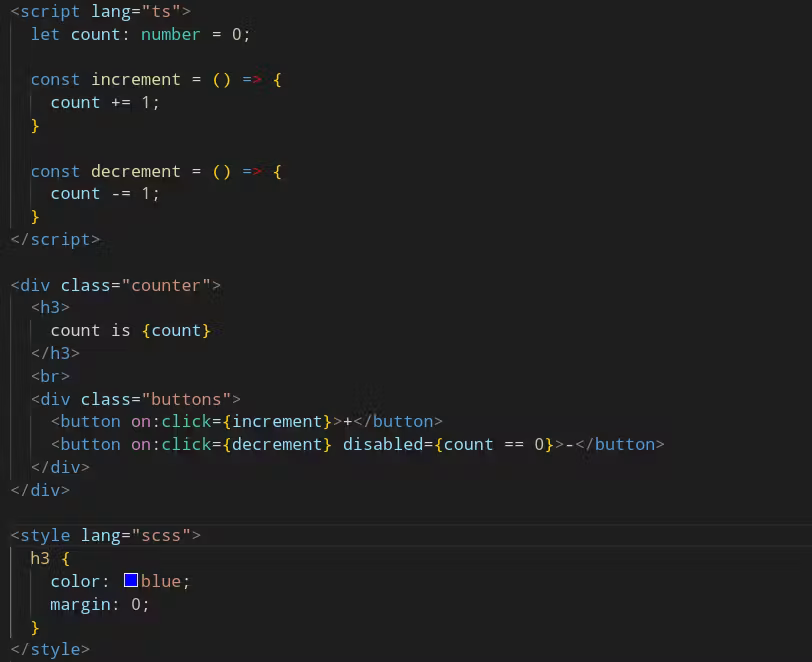 <script lang="ts">
  let count: number = 0;

  const increment = () => {
    count += 1;
  }

  const decrement = () => {
    count -= 1;
  }
</script>

<div class="counter">
  <h3>
    count is {count}
  </h3>
  <br>
  <div class="buttons">
    <button on:click={increment}>+</button>
    <button on:click={decrement} disabled={count == 0}>-</button>
  </div>
</div>

<style lang="scss">
  h3 {
    color: blue;
    margin: 0;
  }
</style>